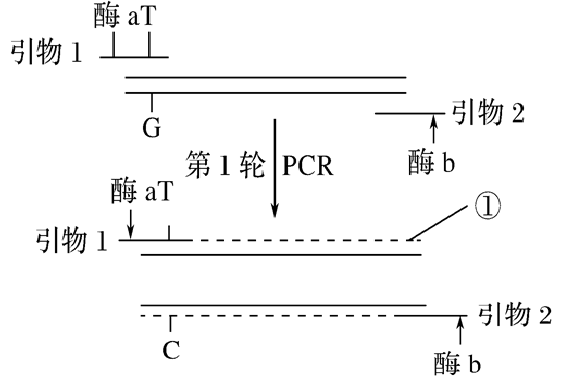 酶 aT
引物 1
G
引物 2
酶 b
第 1 轮 PCR
酶 aT
①
引物 1
引物 2
C
酶 b